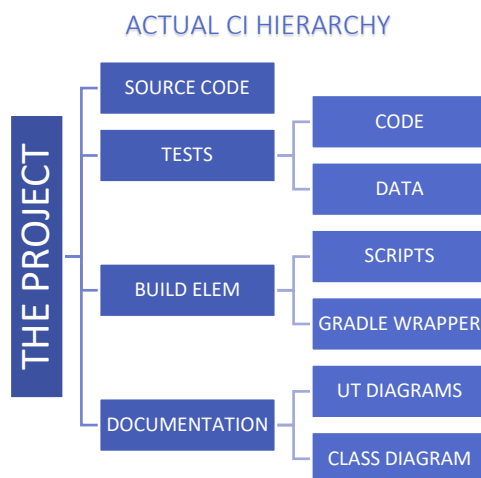 ACTUAL CI HIERARCHY
THE PROJECT
SOURCE CODE
TESTS
CODE
DATA
BUILD ELEM
SCRIPTS
GRADLE WRAPPER
DOCUMENTATION
UT DIAGRAMS
CLASS DIAGRAM